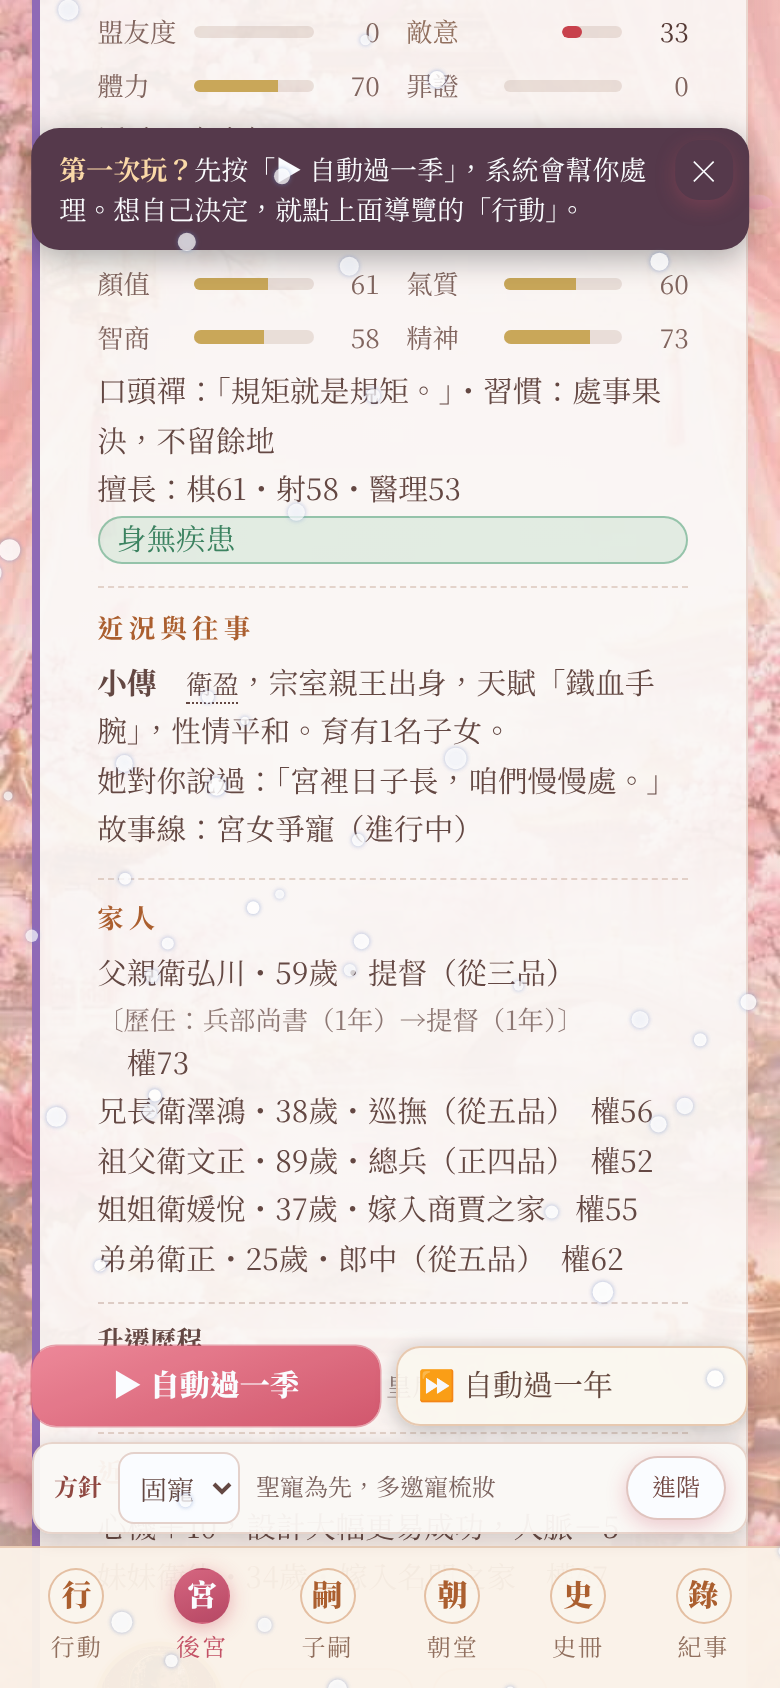 盟友度 0 敵意 33
體力 70 罪證 0
第一次玩？先按「▶ 自動過一季」，系統會幫你處
理。想自己決定，就點上面導覽的「行動」。
×
顏值 61 氣質 60
智商 58 精神 73
口頭禪：「規矩就是規矩。」・習慣：處事果
決，不留餘地
擅長：棋61・射58・醫理53
身無疾患
近況與往事
小傳 衛盈，宗室親王出身，天賦「鐵血手
腕」，性情平和。育有1名子女。
她對你說過：「宮裡日子長，咱們慢慢處。」
故事線：宮女爭寵（進行中）
家人
父親衛弘川・59歲・提督（從三品）
〔歷任：兵部尚書（1年）→提督（1年）〕
權73
兄長衛澤鴻・38歲・巡撫（從五品） 權56
祖父衛文正・89歲・總兵（正四品） 權52
姐姐衛媛悅・37歲・嫁入商賈之家 權55
弟弟衛正・25歲・郎中（從五品） 權62
升遷歷程
▶ 自動過一季 ⏩ 自動過一年
方針 固寵 聖寵為先，多邀寵梳妝 進階
行 宮 嗣 朝 史 錄
行動 後宮 子嗣 朝堂 史冊 紀事